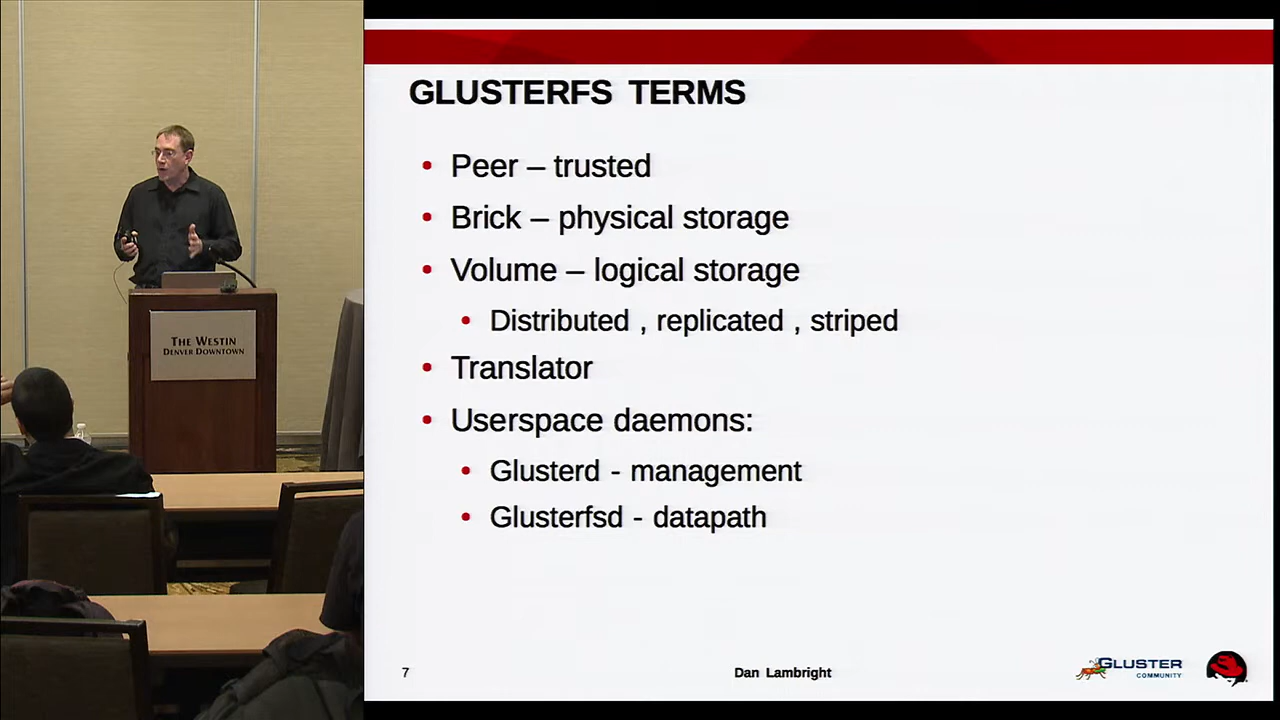 GLUSTERFS TERMS
• Peer – trusted
• Brick – physical storage
• Volume – logical storage
• Distributed , replicated , striped
• Translator
• Userspace daemons:
• Glusterd - management
• Glusterfsd - datapath
7
Dan Lambright
GLUSTER
COMMUNITY
THE WESTIN
DENVER DOWNTOWN